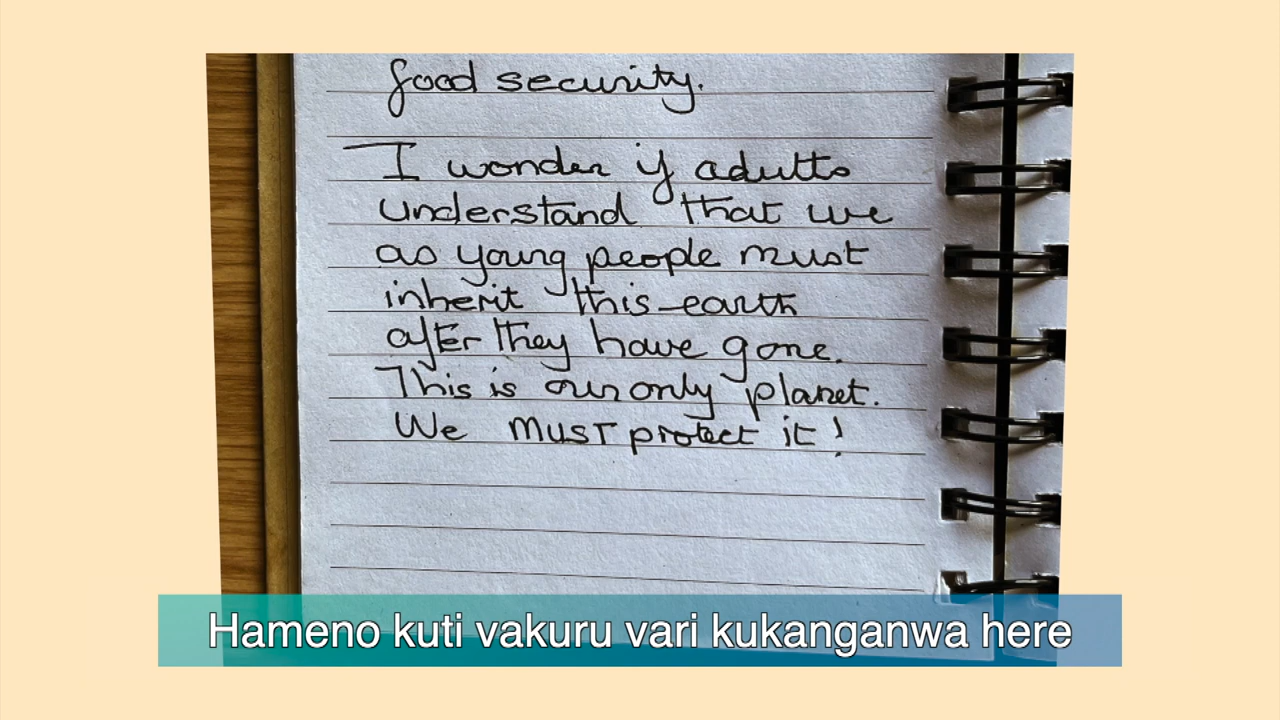 food security.
I wonder if adults
understand that we
as young people must
inherit this earth
after they have gone.
This is our only planet.
We MUST protect it!
Hameno kuti vakuru vari kukanganwa here